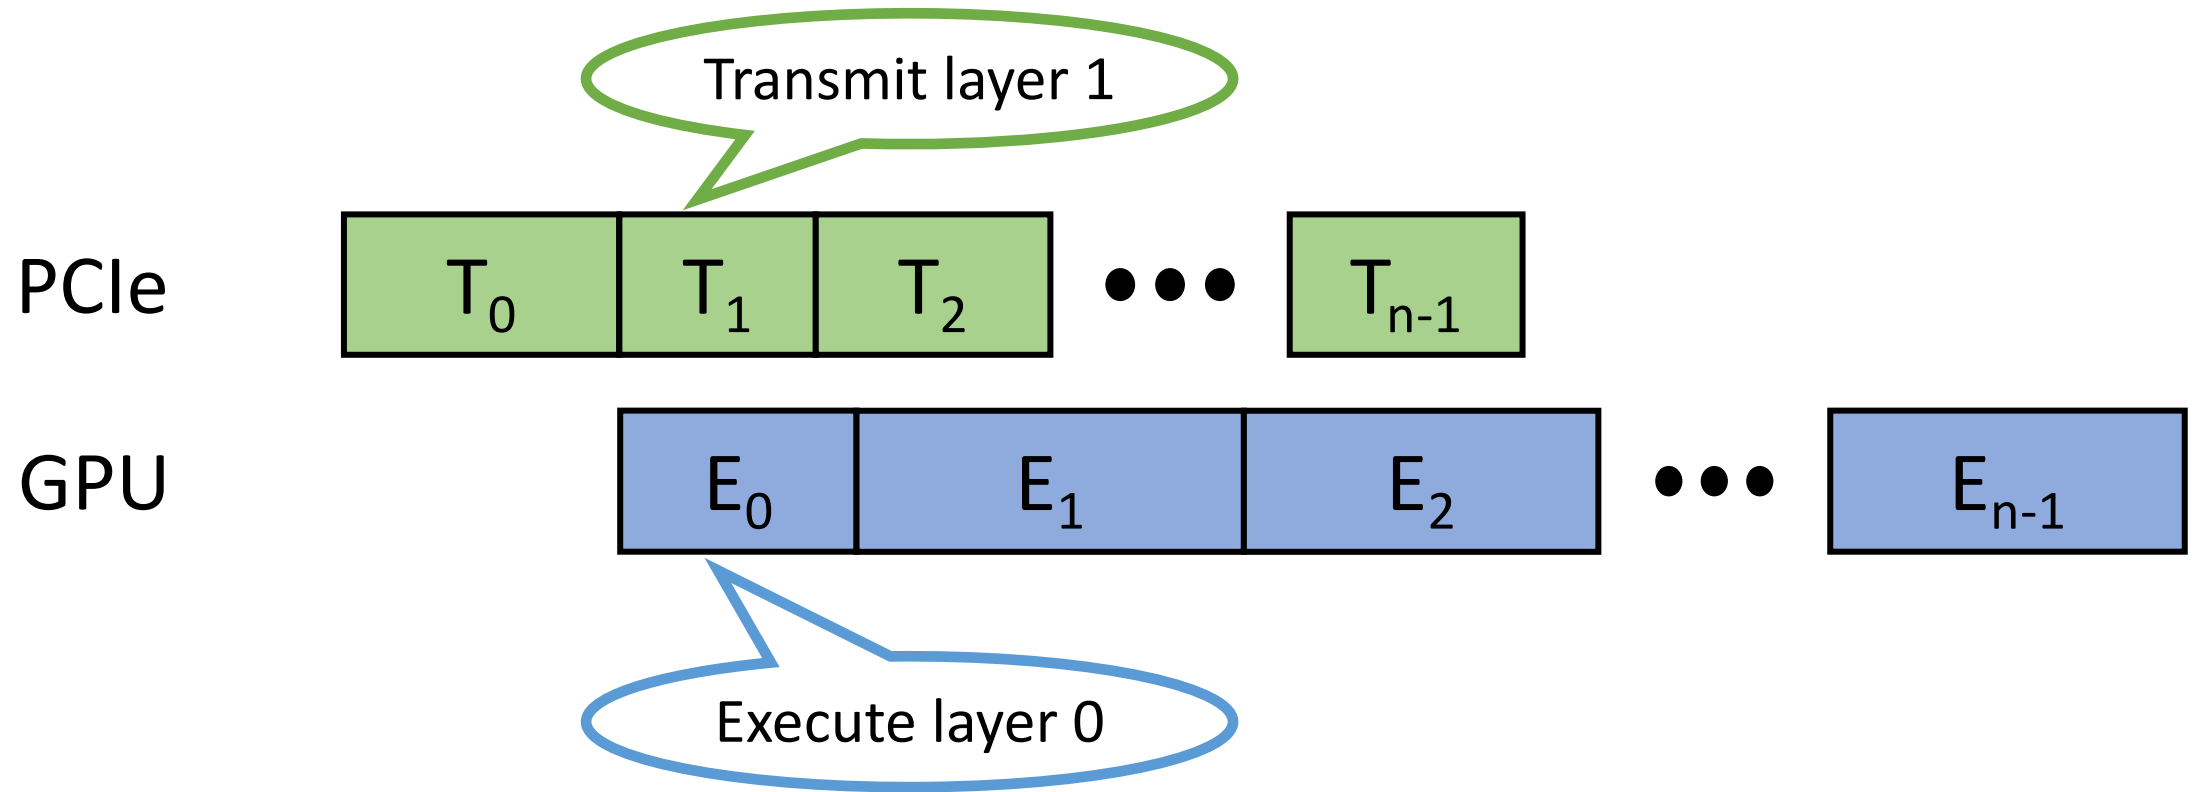 Transmit layer 1
PCIe T0 T1 T2 ••• Tn-1
GPU E0 E1 E2 ••• En-1
Execute layer 0